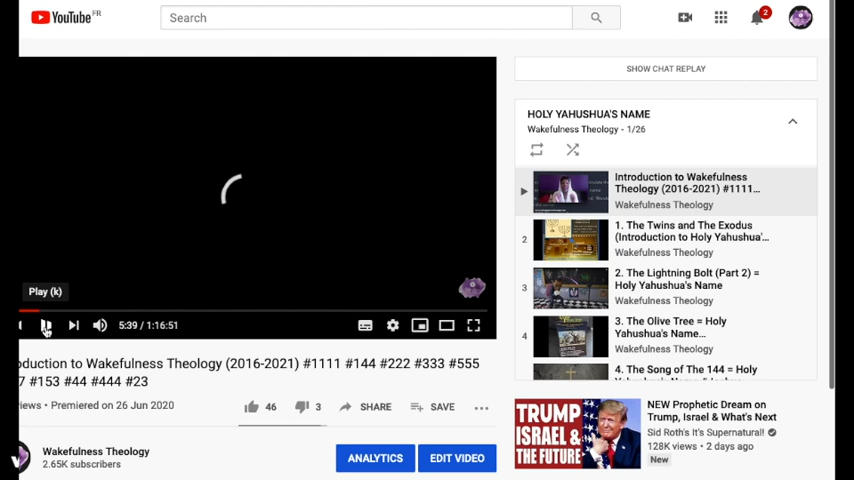 YouTube FR
Search
2
SHOW CHAT REPLAY
HOLY YAHUSHUA'S NAME
Wakefulness Theology - 1/26
Introduction to Wakefulness
Theology (2016-2021) #1111...
Wakefulness Theology
2
1. The Twins and The Exodus
(Introduction to Holy Yahushua'...
Wakefulness Theology
3
2. The Lightning Bolt (Part 2) =
Holy Yahushua's Name
Wakefulness Theology
4
3. The Olive Tree = Holy
Yahushua's Name...
Wakefulness Theology
4. The Song of The 144 = Holy
Play (k)
5:39 / 1:16:51
oduction to Wakefulness Theology (2016-2021) #1111 #144 #222 #333 #555
7 #153 #44 #444 #23
iews • Premiered on 26 Jun 2020
46
3
SHARE
SAVE
Wakefulness Theology
2.65K subscribers
ANALYTICS
EDIT VIDEO
TRUMP
ISRAEL &
THE FUTURE
NEW Prophetic Dream on
Trump, Israel & What's Next
Sid Roth's It's Supernatural!
128K views • 2 days ago
New